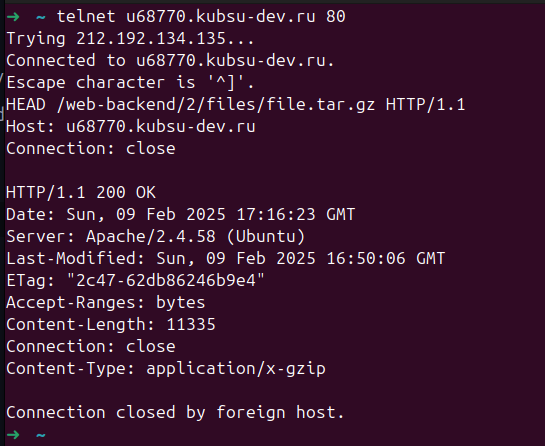 ➜ ~ telnet u68770.kubsu-dev.ru 80
Trying 212.192.134.135...
Connected to u68770.kubsu-dev.ru.
Escape character is '^]'.
HEAD /web-backend/2/files/file.tar.gz HTTP/1.1
Host: u68770.kubsu-dev.ru
Connection: close

HTTP/1.1 200 OK
Date: Sun, 09 Feb 2025 17:16:23 GMT
Server: Apache/2.4.58 (Ubuntu)
Last-Modified: Sun, 09 Feb 2025 16:50:06 GMT
ETag: "2c47-62db86246b9e4"
Accept-Ranges: bytes
Content-Length: 11335
Connection: close
Content-Type: application/x-gzip

Connection closed by foreign host.
➜ ~